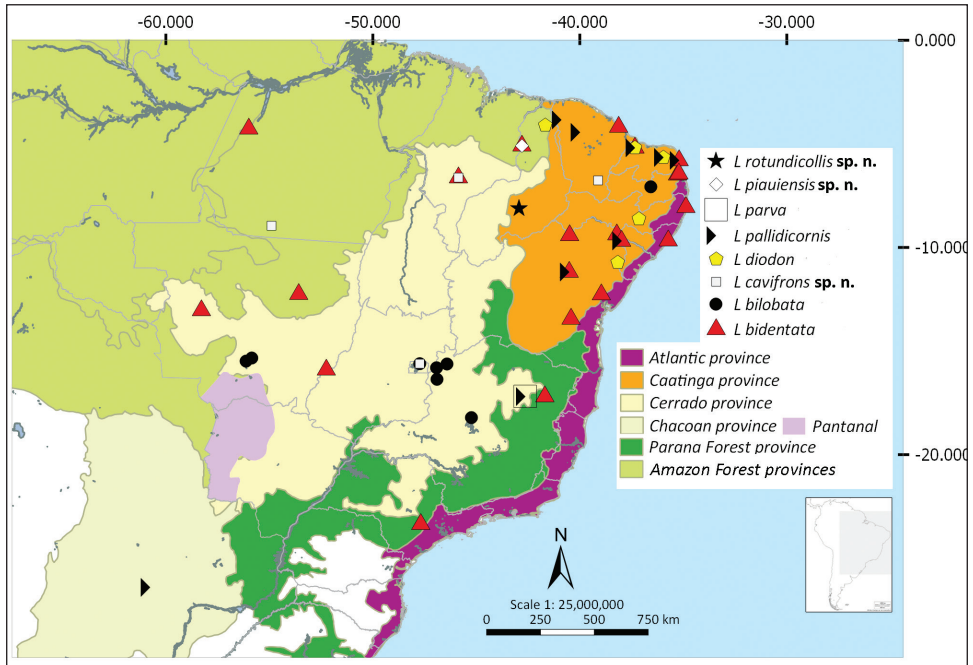 -60.000 -50.000 -40.000 -30.000
0.000
-10.000
-20.000
L rotundicollis sp. n.
L piauiensis sp. n.
L parva
L pallidicornis
L diodon
L cavifrons sp. n.
L bilobata
L bidentata
Atlantic province
Caatinga province
Cerrado province
Chacoan province Pantanal
Parana Forest province
Amazon Forest provinces
N
Scale 1: 25,000,000
0 250 500 750 km